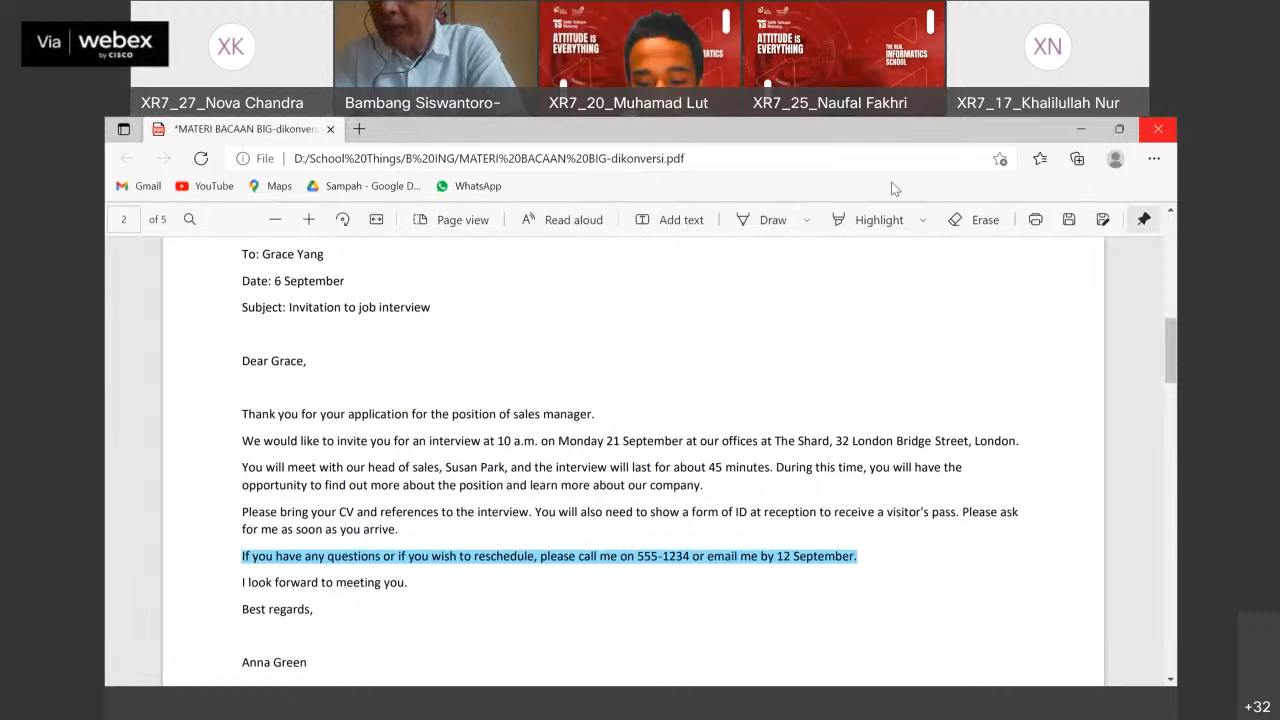 Via webex
by CISCO
XK
XN
ATTITUDE IS
EVERYTHING
ATTITUDE IS
EVERYTHING
THE REAL
INFORMATICS
SCHOOL
XR7_27_Nova Chandra
Bambang Siswantoro-
XR7_20_Muhamad Lut
XR7_25_Naufal Fakhri
XR7_17_Khalilullah Nur
*MATERI BACAAN BIG-dikonvers
File D:/School%20Things/B%20ING/MATERI%20BACAAN%20BIG-dikonversi.pdf
Gmail YouTube Maps Sampah - Google D... WhatsApp
2 of 5 Page view Read aloud Add text Draw Highlight Erase
To: Grace Yang
Date: 6 September
Subject: Invitation to job interview
Dear Grace,
Thank you for your application for the position of sales manager.
We would like to invite you for an interview at 10 a.m. on Monday 21 September at our offices at The Shard, 32 London Bridge Street, London.
You will meet with our head of sales, Susan Park, and the interview will last for about 45 minutes. During this time, you will have the
opportunity to find out more about the position and learn more about our company.
Please bring your CV and references to the interview. You will also need to show a form of ID at reception to receive a visitor's pass. Please ask
for me as soon as you arrive.
If you have any questions or if you wish to reschedule, please call me on 555-1234 or email me by 12 September.
I look forward to meeting you.
Best regards,
Anna Green
+32